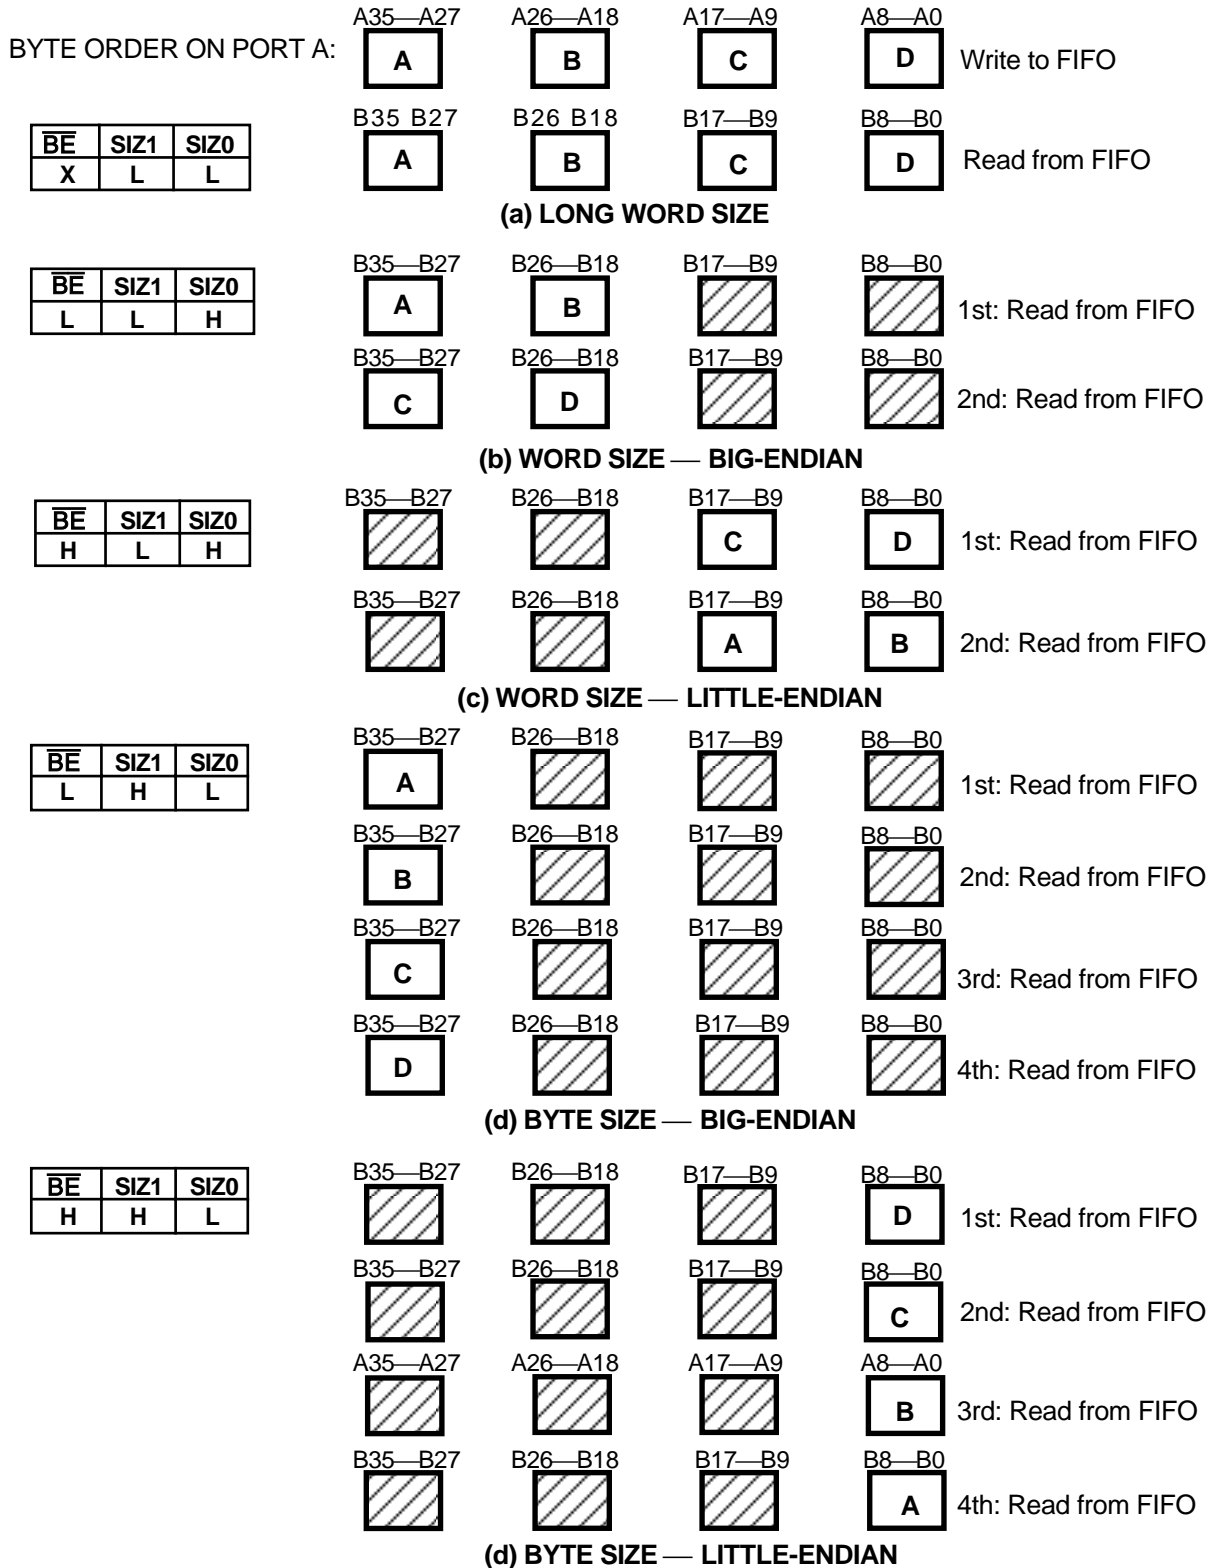 A35—A27 A26—A18 A17—A9 A8—A0
BYTE ORDER ON PORT A: A B C D Write to FIFO
B35 B27 B26 B18 B17—B9 B8—B0
BE SIZ1 SIZ0
X L L
A B C D Read from FIFO
(a) LONG WORD SIZE
B35—B27 B26—B18 B17—B9 B8—B0
BE SIZ1 SIZ0
L L H
A B 1st: Read from FIFO
B35—B27 B26—B18 B17—B9 B8—B0
C D 2nd: Read from FIFO
(b) WORD SIZE — BIG-ENDIAN
B35—B27 B26—B18 B17—B9 B8—B0
BE SIZ1 SIZ0
H L H
C D 1st: Read from FIFO
B35—B27 B26—B18 B17—B9 B8—B0
A B 2nd: Read from FIFO
(c) WORD SIZE — LITTLE-ENDIAN
B35—B27 B26—B18 B17—B9 B8—B0
BE SIZ1 SIZ0
L H L
A 1st: Read from FIFO
B35—B27 B26—B18 B17—B9 B8—B0
B 2nd: Read from FIFO
B35—B27 B26—B18 B17—B9 B8—B0
C 3rd: Read from FIFO
B35—B27 B26—B18 B17—B9 B8—B0
D 4th: Read from FIFO
(d) BYTE SIZE — BIG-ENDIAN
B35—B27 B26—B18 B17—B9 B8—B0
BE SIZ1 SIZ0
H H L
D 1st: Read from FIFO
B35—B27 B26—B18 B17—B9 B8—B0
C 2nd: Read from FIFO
A35—A27 A26—A18 A17—A9 A8—A0
B 3rd: Read from FIFO
B35—B27 B26—B18 B17—B9 B8—B0
A 4th: Read from FIFO
(d) BYTE SIZE — LITTLE-ENDIAN